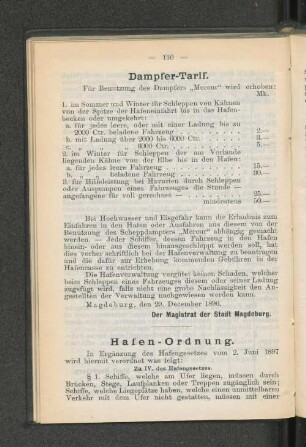 — 110 —
Dampfer-Tarif.
Für Benutzung des Dampfers „Mercur“ wird erhoben:
Mk.
1. im Sommer und Winter für Schleppen von Kähnen
von der Spitze der Hafeneinfahrt bis in das Hafen-
becken oder umgekehrt:
a. für jedes leere, oder mit einer Ladung bis zu
2000 Ctr. beladene Fahrzeug . . . . 2.—
b. mit Ladung über 2000 bis 6000 Ctr. . . . 3.—
c. „ „ „ 6000 Ctr. . . . 5.—
2. im Winter für Schleppen der im Vorlande
liegenden Kähne von der Elbe bis in den Hafen:
a. für jedes leere Fahrzeug . . . . 15.—
b. „ „ beladene Fahrzeug . . . . 30.—
3. für Hilfeleistung bei Havarien durch Schleppen
oder Auspumpen eines Fahrzeuges die Stunde
angefangene für voll gerechnet . . . . 25.—
mindestens 50.—
Bei Hochwasser und Eisgefahr kann die Erlaubnis zum
Einfahren in den Hafen oder Ausfahren aus diesem von der
Benutzung des Schleppdampfers „Mercur“ abhängig gemacht
werden. — Jeder Schiffer, dessen Fahrzeug in den Hafen
hinein- oder aus diesem hinausgeschleppt werden soll, hat
dies vorher schriftlich bei der Hafenverwaltung zu beantragen
und die für die Erhebung kommenden Gebühren in der
Hafenkasse zu entrichten.
Die Hafenverwaltung vergütet keinen Schaden, welcher
beim Schleppen eines Fahrzeuges diesem oder seiner Ladung
zugefügt wird, falls nicht eine grobe Nachlässigkeit den An-
gestellten der Verwaltung nachgewiesen werden kann.
Magdeburg, den 29. Dezember 1896.
Der Magistrat der Stadt Magdeburg.
Hafen-Ordnung.
In Ergänzung des Hafengesetzes vom 2. Juni 1897
wird hiermit verordnet was folgt:
Zu IV. des Hafengesetzes.
§ 1. Schiffe, welche am Ufer liegen, müssen durch
Brücken, Stege, Laufplanken oder Treppen zugänglich sein;
Schiffe, welche Liegeplätze haben, die einen unmittelbaren
Verkehr mit dem Ufer nicht gestatten, müssen mit einer